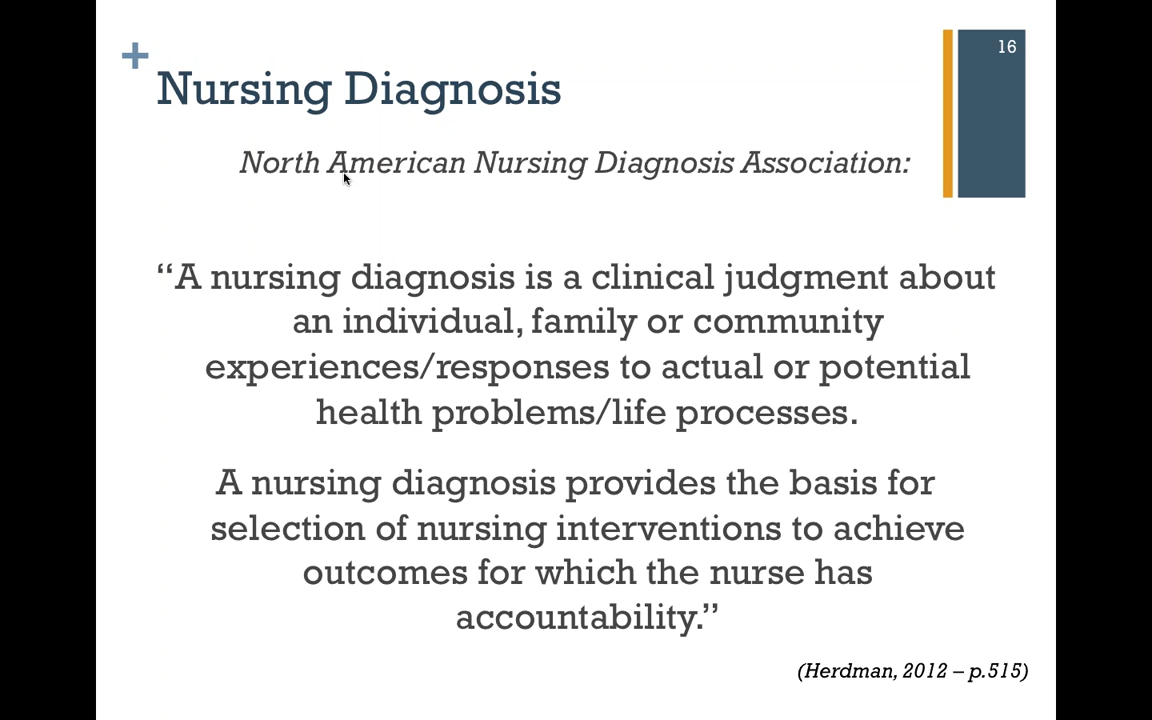 +
16
Nursing Diagnosis
North American Nursing Diagnosis Association:
“A nursing diagnosis is a clinical judgment about
an individual, family or community
experiences/responses to actual or potential
health problems/life processes.
A nursing diagnosis provides the basis for
selection of nursing interventions to achieve
outcomes for which the nurse has
accountability.”
(Herdman, 2012 – p.515)